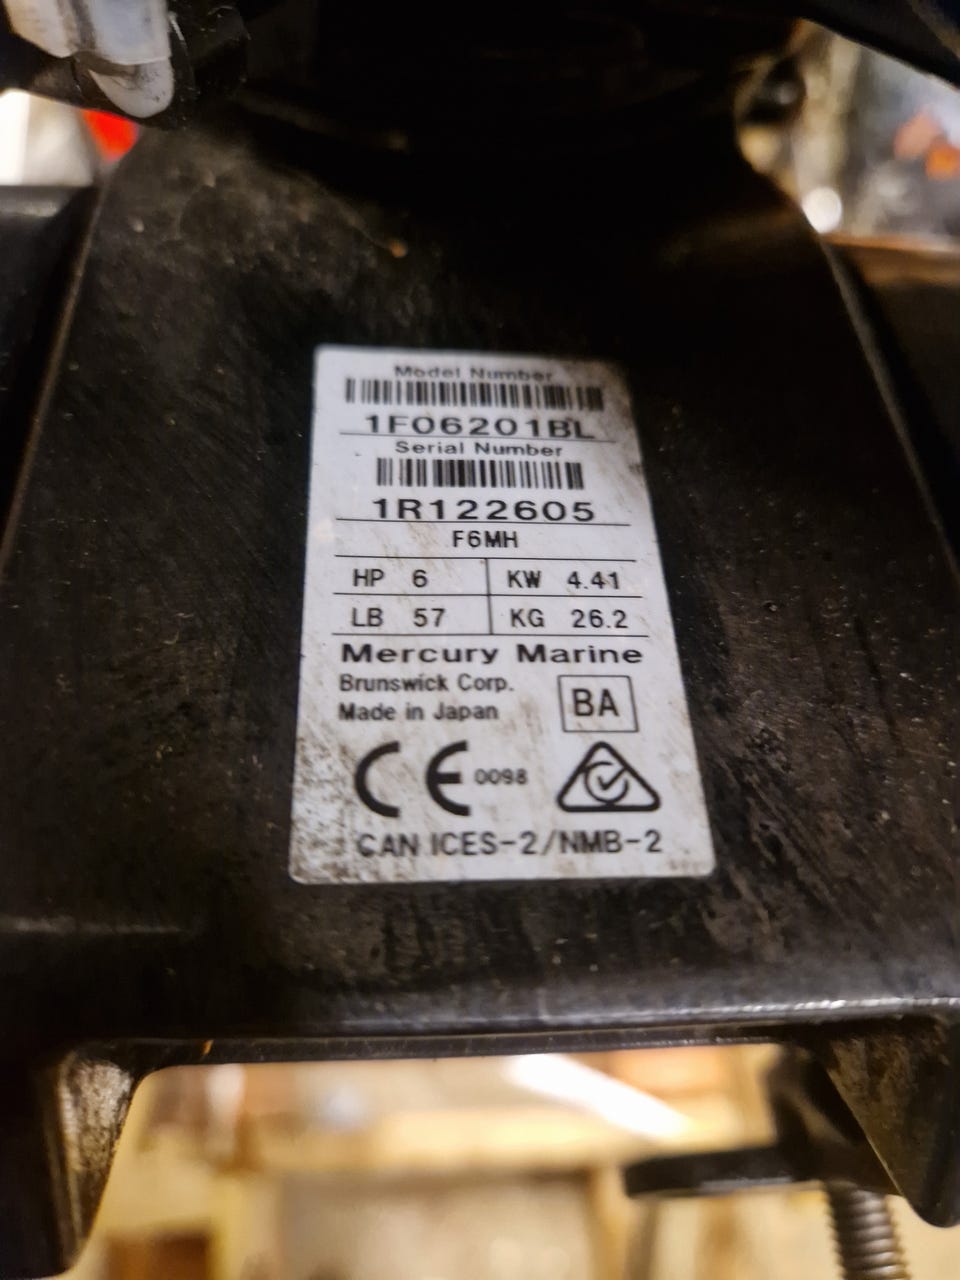 Model Number
1F06201BL
Serial Number
1R122605
F6MH
HP 6 KW 4.41
LB 57 KG 26.2
Mercury Marine
Brunswick Corp.
Made in Japan
BA
CE 0098
CAN ICES-2/NMB-2